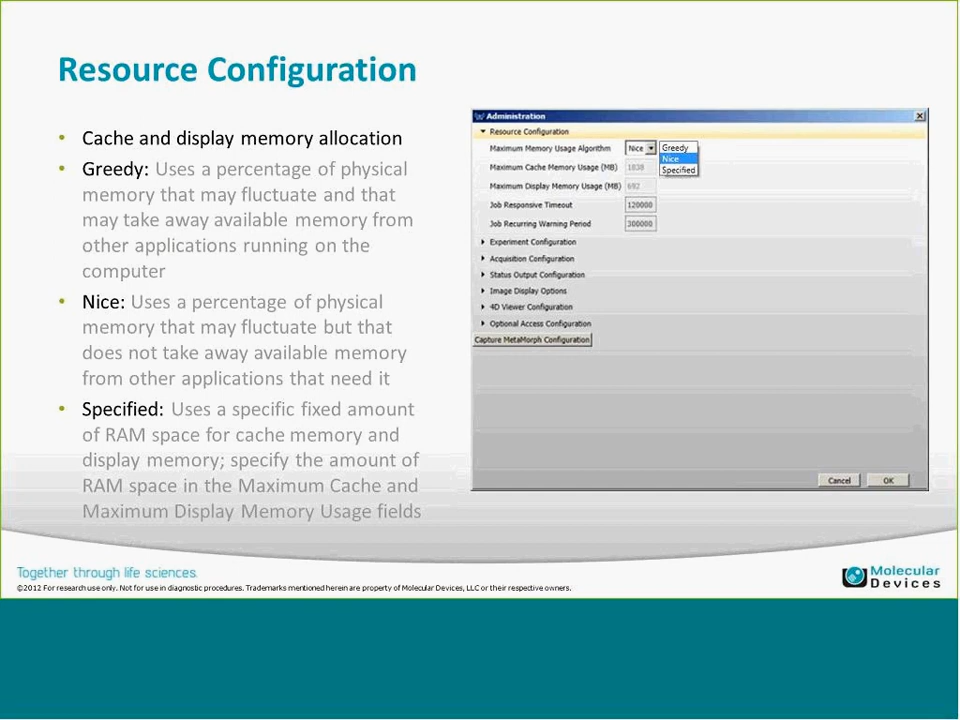 Resource Configuration
• Cache and display memory allocation
• Greedy: Uses a percentage of physical
memory that may fluctuate and that
may take away available memory from
other applications running on the
computer
• Nice: Uses a percentage of physical
memory that may fluctuate but that
does not take away available memory
from other applications that need it
• Specified: Uses a specific fixed amount
of RAM space for cache memory and
display memory; specify the amount of
RAM space in the Maximum Cache and
Maximum Display Memory Usage fields
Administration
Resource Configuration
Maximum Memory Usage Algorithm Nice Greedy
Nice
Specified
Maximum Cache Memory Usage (MB) 1038
Maximum Display Memory Usage (MB) 692
Job Responsive Timeout 120000
Job Recurring Warning Period 300000
Experiment Configuration
Acquisition Configuration
Status Output Configuration
Image Display Options
4D Viewer Configuration
Optional Access Configuration
Capture MetaMorph Configuration
Cancel OK
Together through life sciences.
©2012 For research use only. Not for use in diagnostic procedures. Trademarks mentioned herein are property of Molecular Devices, LLC or their respective owners.
Molecular
Devices